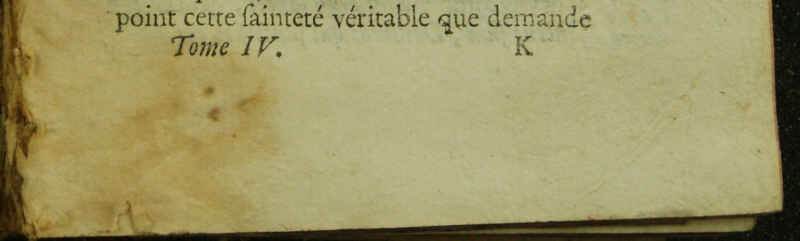 point cette ſainteté véritable que demande
Tome IV. K